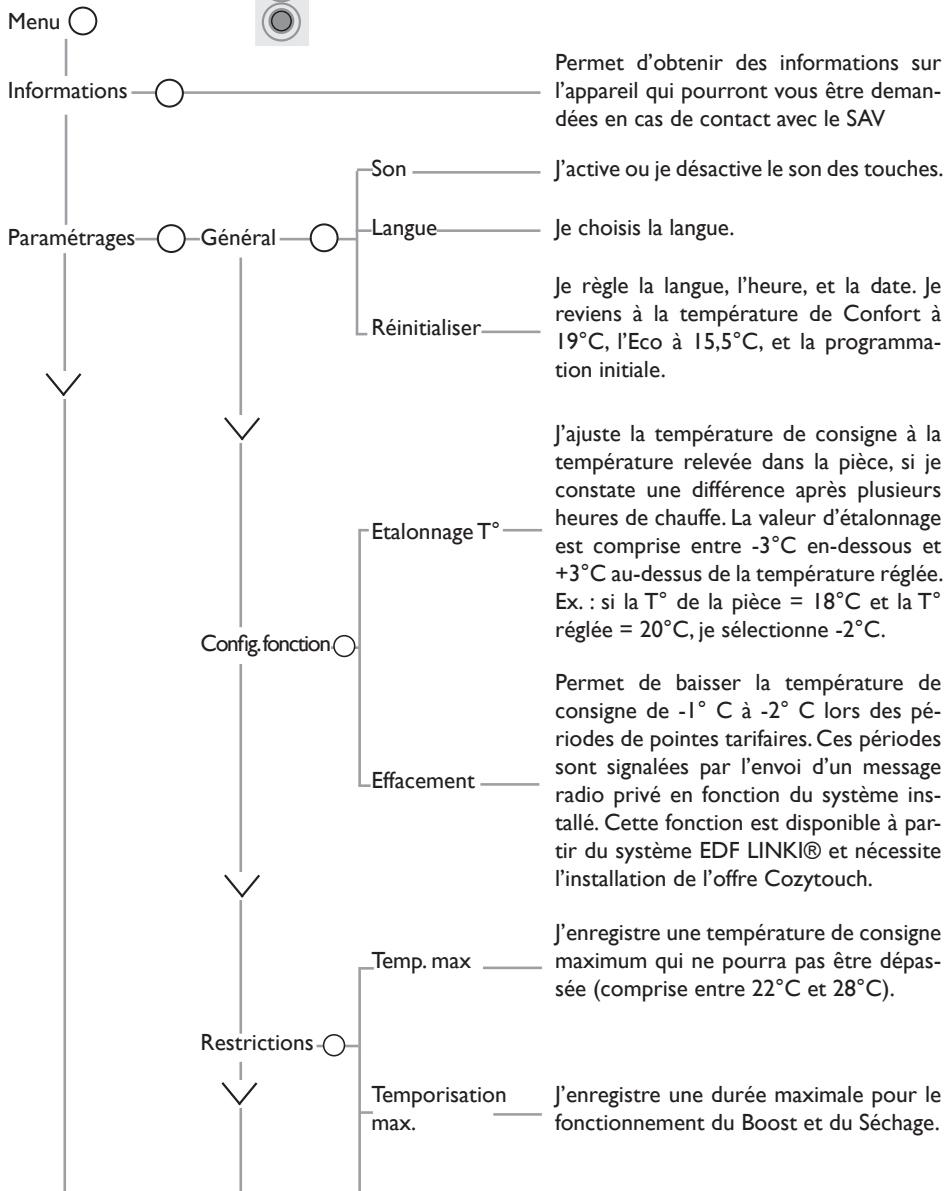 Menu
Informations
Permet d'obtenir des informations sur
l'appareil qui pourront vous être deman-
dées en cas de contact avec le SAV
Son
J'active ou je désactive le son des touches.
Paramétrages
Général
Langue
Je choisis la langue.
Réinitialiser
Je règle la langue, l'heure, et la date. Je
reviens à la température de Confort à
19°C, l'Eco à 15,5°C, et la programma-
tion initiale.
Config. fonction
Etalonnage T°
J'ajuste la température de consigne à la
température relevée dans la pièce, si je
constate une différence après plusieurs
heures de chauffe. La valeur d'étalonnage
est comprise entre -3°C en-dessous et
+3°C au-dessus de la température réglée.
Ex. : si la T° de la pièce = 18°C et la T°
réglée = 20°C, je sélectionne -2°C.
Effacement
Permet de baisser la température de
consigne de -1° C à -2° C lors des pé-
riodes de pointes tarifaires. Ces périodes
sont signalées par l'envoi d'un message
radio privé en fonction du système ins-
tallé. Cette fonction est disponible à par-
tir du système EDF LINKI® et nécessite
l'installation de l'offre Cozytouch.
Restrictions
Temp. max
J'enregistre une température de consigne
maximum qui ne pourra pas être dépas-
sée (comprise entre 22°C et 28°C).
Temporisation
max.
J'enregistre une durée maximale pour le
fonctionnement du Boost et du Séchage.